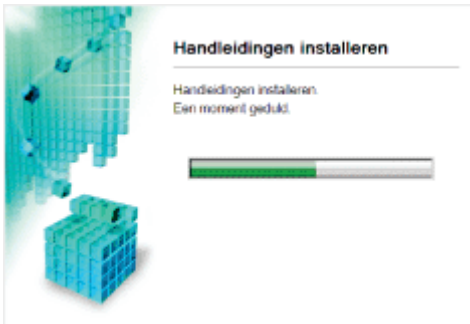 Handleidingen installeren
Handleidingen installeren.
Een moment geduld.